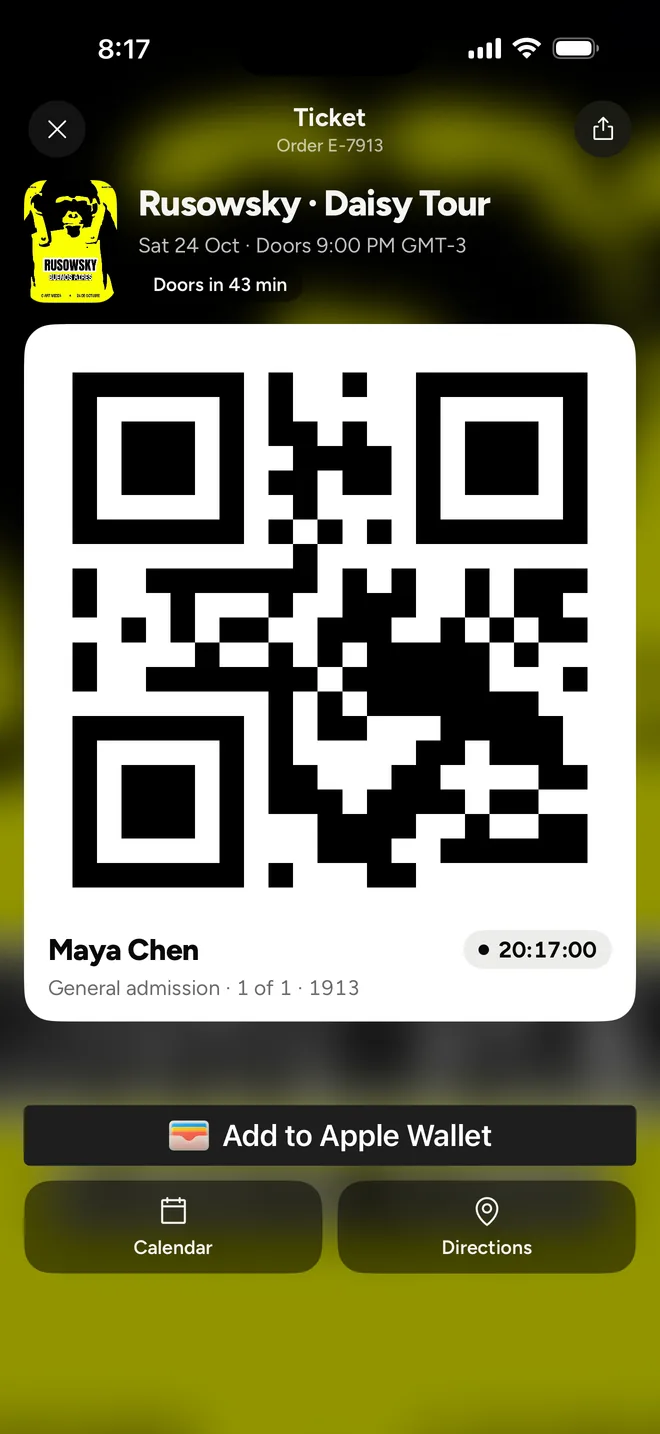 8:17
Ticket
Order E-7913
Rusowsky · Daisy Tour
Sat 24 Oct · Doors 9:00 PM GMT-3
Doors in 43 min
RUSOWSKY
BUENOS AIRES
Maya Chen
20:17:00
General admission · 1 of 1 · 1913
Add to Apple Wallet
Calendar
Directions